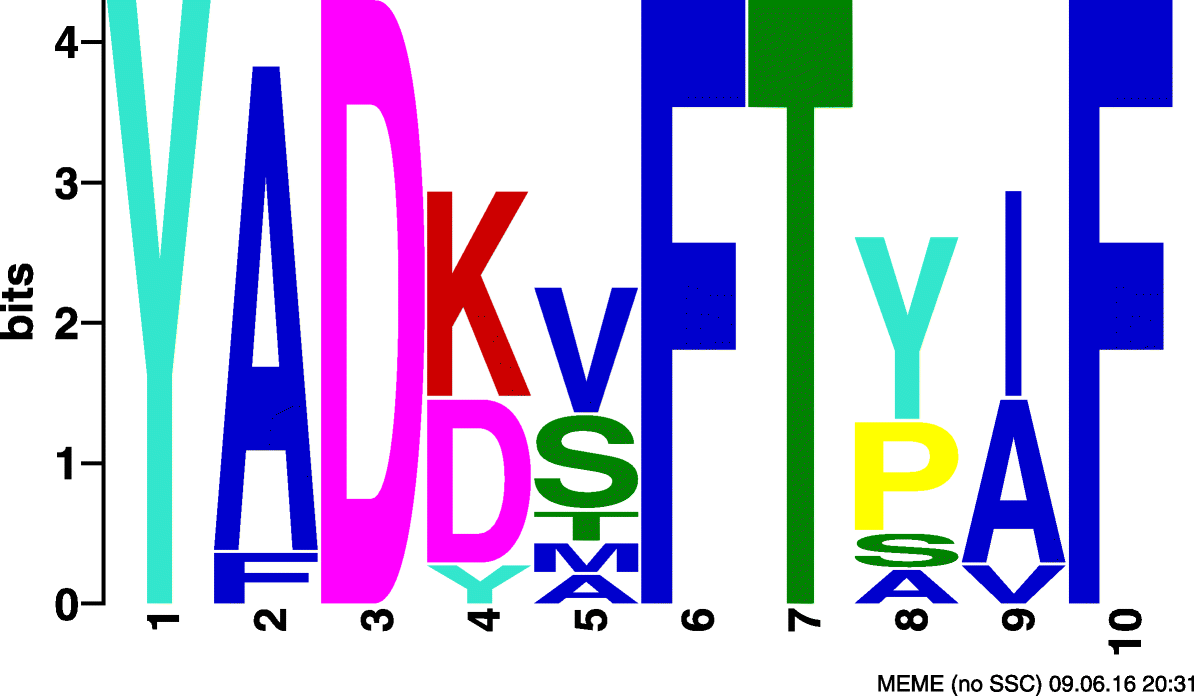 bits
4
3
2
1
0
Y
A
F
D
K
D
Y
V
S
T
M
A
F
T
Y
P
S
A
I
A
V
F
1 2 3 4 5 6 7 8 9 10
MEME (no SSC) 09.06.16 20:31